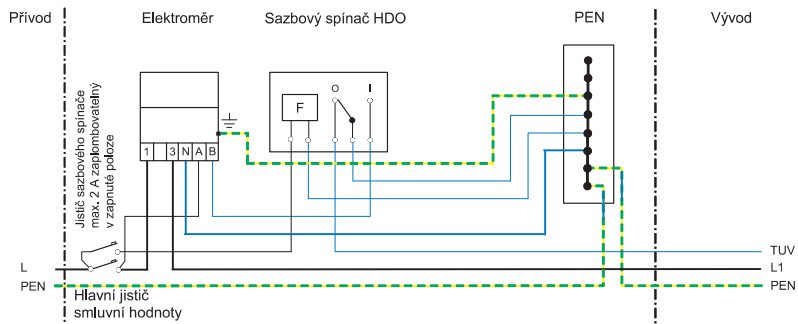 Přívod
Elektroměr
Sazbový spínač HDO
PEN
Vývod
Jistič sazbového spínače
max. 2 A zaplombovatelný
v zapnuté poloze
F
O
I
1
3
N
A
B
L
PEN
Hlavní jistič
smluvní hodnoty
TUV
L1
PEN